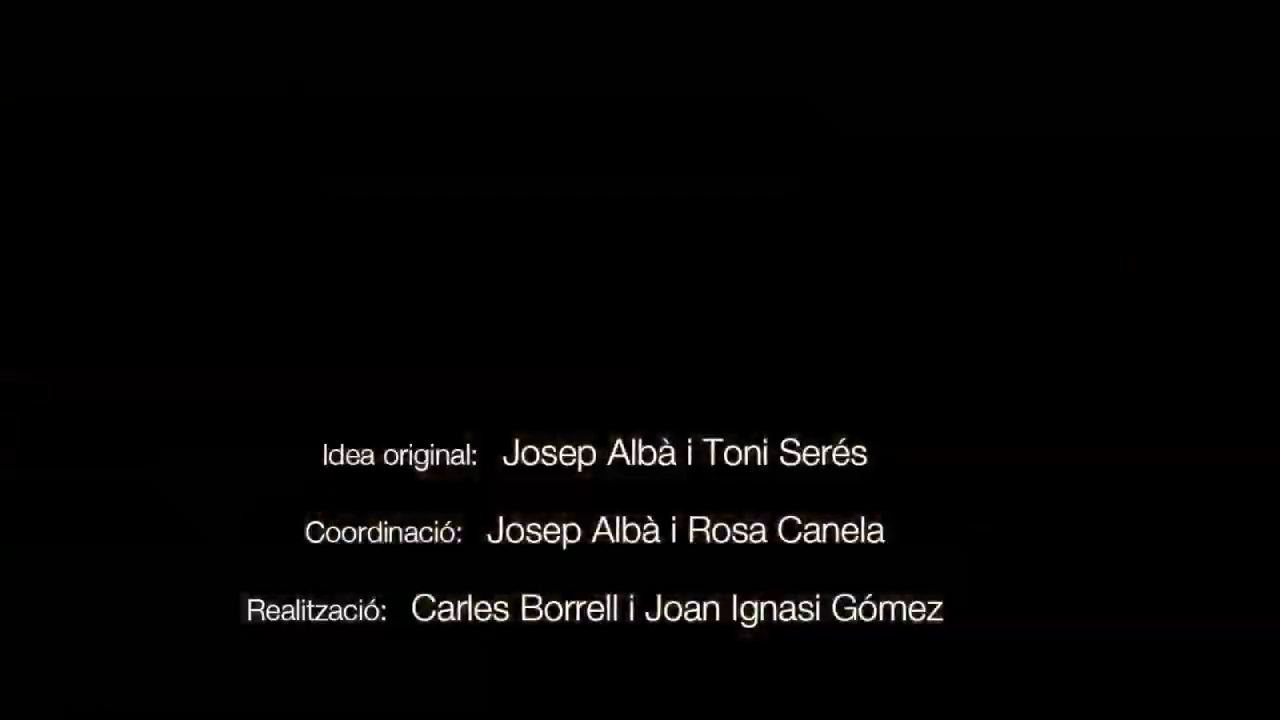 Idea original: Josep Albà i Toni Serés
Coordinació: Josep Albà i Rosa Canela
Realització: Carles Borrell i Joan Ignasi Gómez